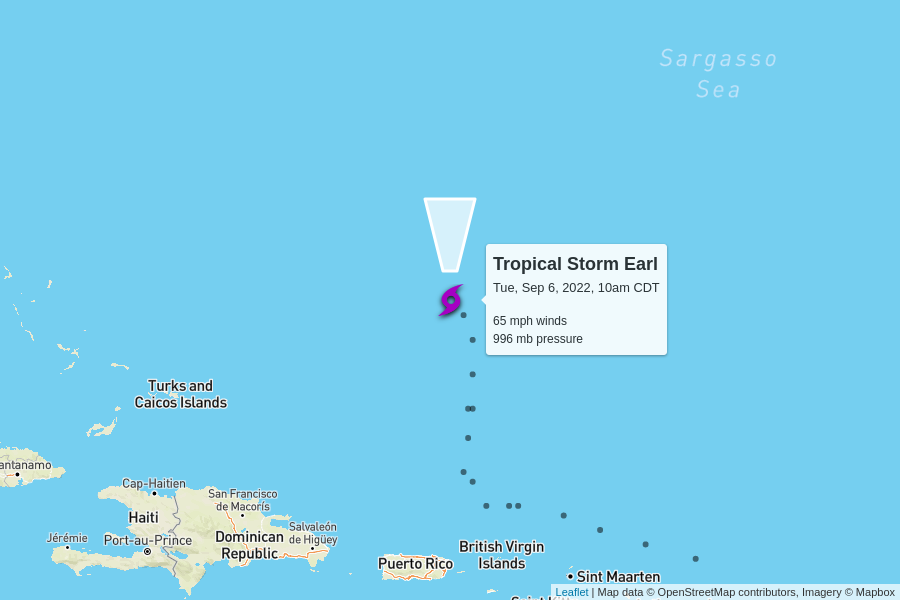 Sargasso
Sea
Tropical Storm Earl
Tue, Sep 6, 2022, 10am CDT
65 mph winds
996 mb pressure
Turks and
Caicos Islands
antanamo
Cap-Haitien
San Francisco
de Macorís
Haiti
Salvaleón
de Higüey
Jérémie
Port-au-Prince
Dominican
Republic
British Virgin
Islands
Puerto Rico
Sint Maarten
Leaflet | Map data © OpenStreetMap contributors, Imagery © Mapbox